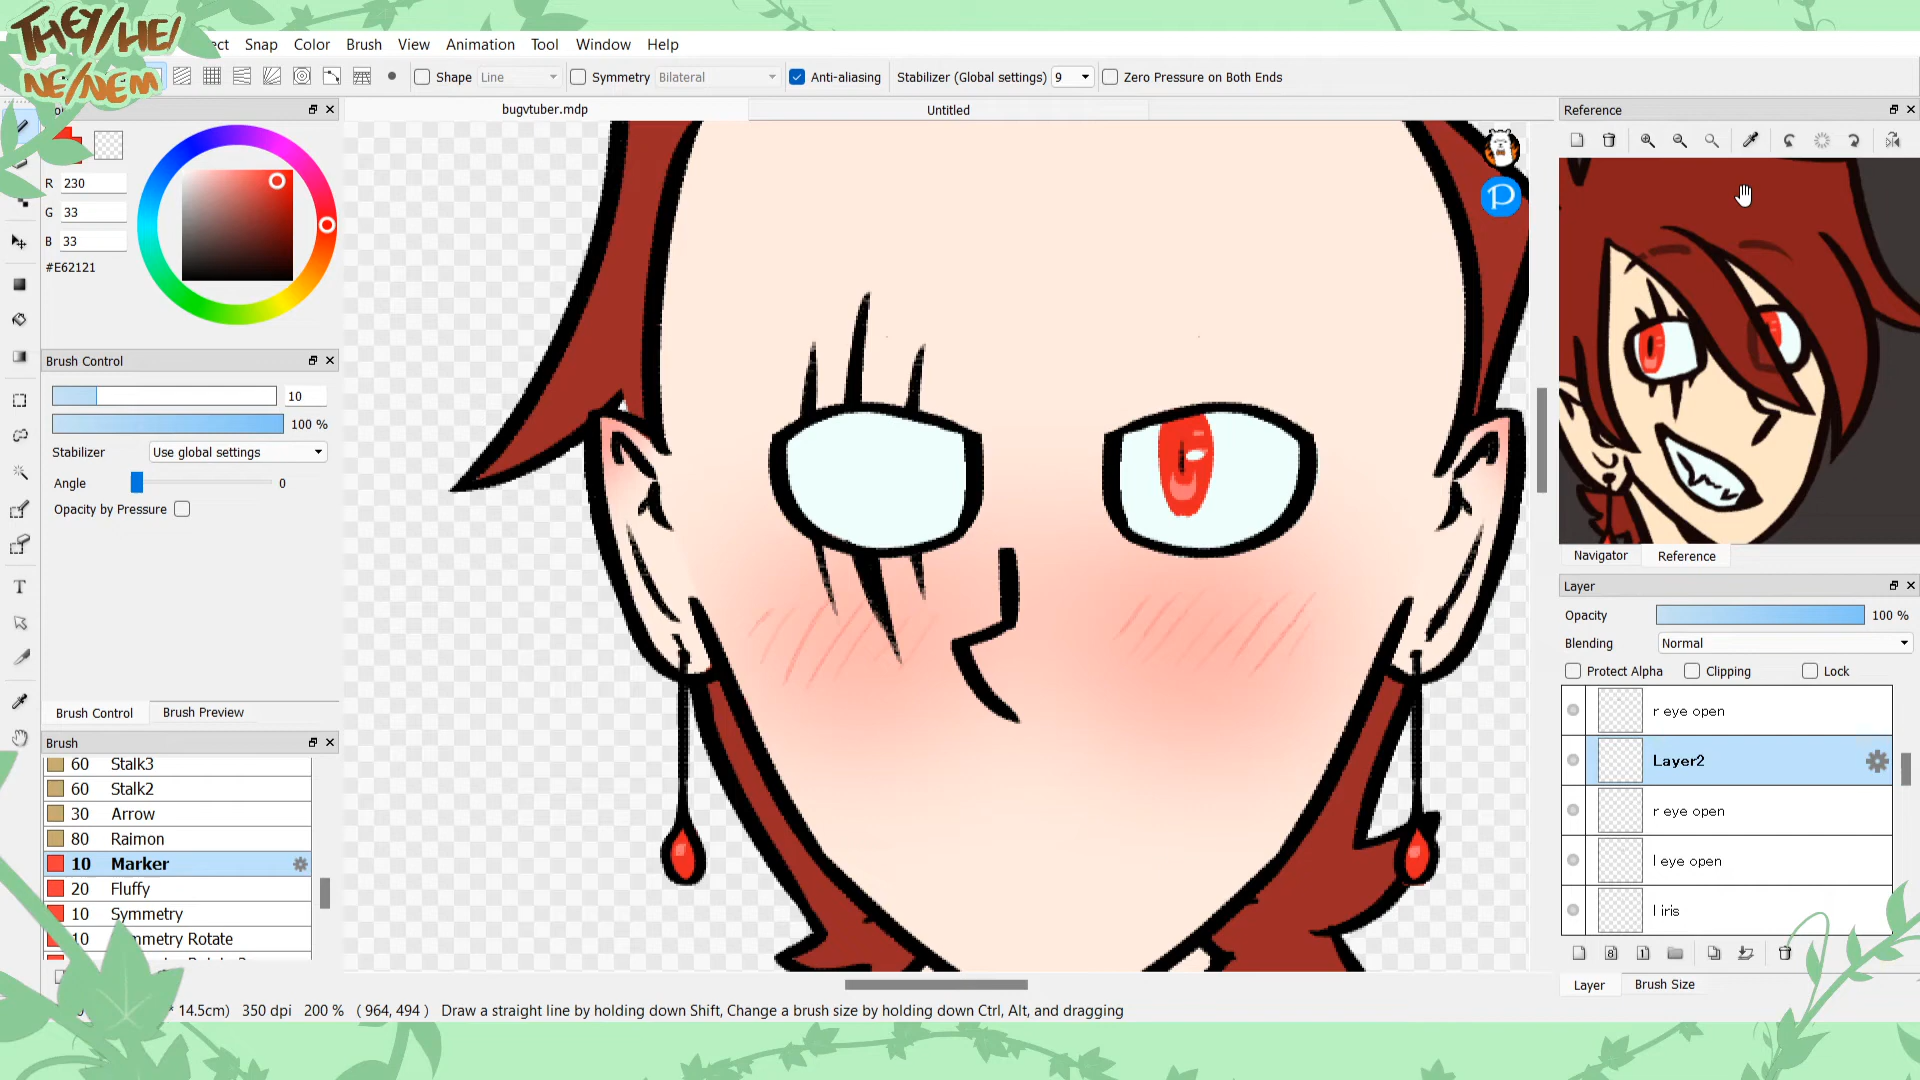 THEY/HE/
NE/NEM
ect Snap Color Brush View Animation Tool Window Help
Shape Line Symmetry Bilateral Anti-aliasing Stabilizer (Global settings) 9 Zero Pressure on Both Ends
bugvtuber.mdp Untitled
Reference
R 230
G 33
B 33
#E62121
P
Brush Control
10
100 %
Stabilizer Use global settings
Angle 0
Opacity by Pressure
Brush Control Brush Preview
Brush
60 Stalk3
60 Stalk2
30 Arrow
80 Raimon
10 Marker
20 Fluffy
10 Symmetry
10 mmetry Rotate
Navigator Reference
Layer
Opacity 100 %
Blending Normal
Protect Alpha Clipping Lock
r eye open
Layer2
r eye open
l eye open
l iris
8 1
Layer Brush Size
* 14.5cm) 350 dpi 200 % ( 964, 494 ) Draw a straight line by holding down Shift, Change a brush size by holding down Ctrl, Alt, and dragging